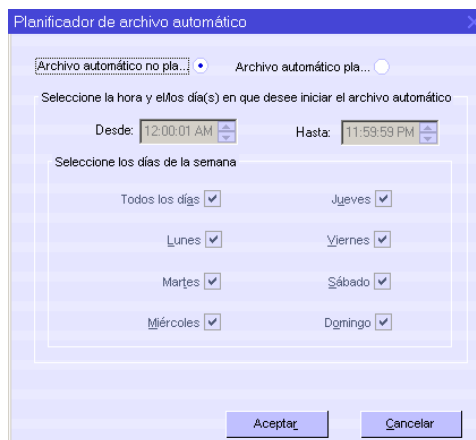 Planificador de archivo automático
Archivo automático no pla... Archivo automático pla...
Seleccione la hora y el/los día(s) en que desee iniciar el archivo automático
Desde: 12:00:01 AM Hasta: 11:59:59 PM
Seleccione los días de la semana
Todos los días Jueves
Lunes Viernes
Martes Sábado
Miércoles Domingo
Aceptar Cancelar